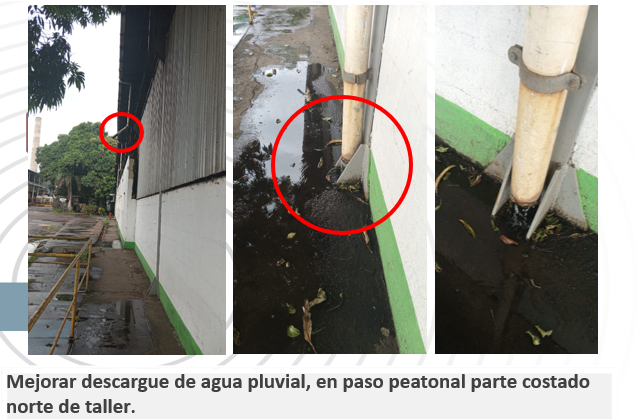 Mejorar descargue de agua pluvial, en paso peatonal parte costado
norte de taller.